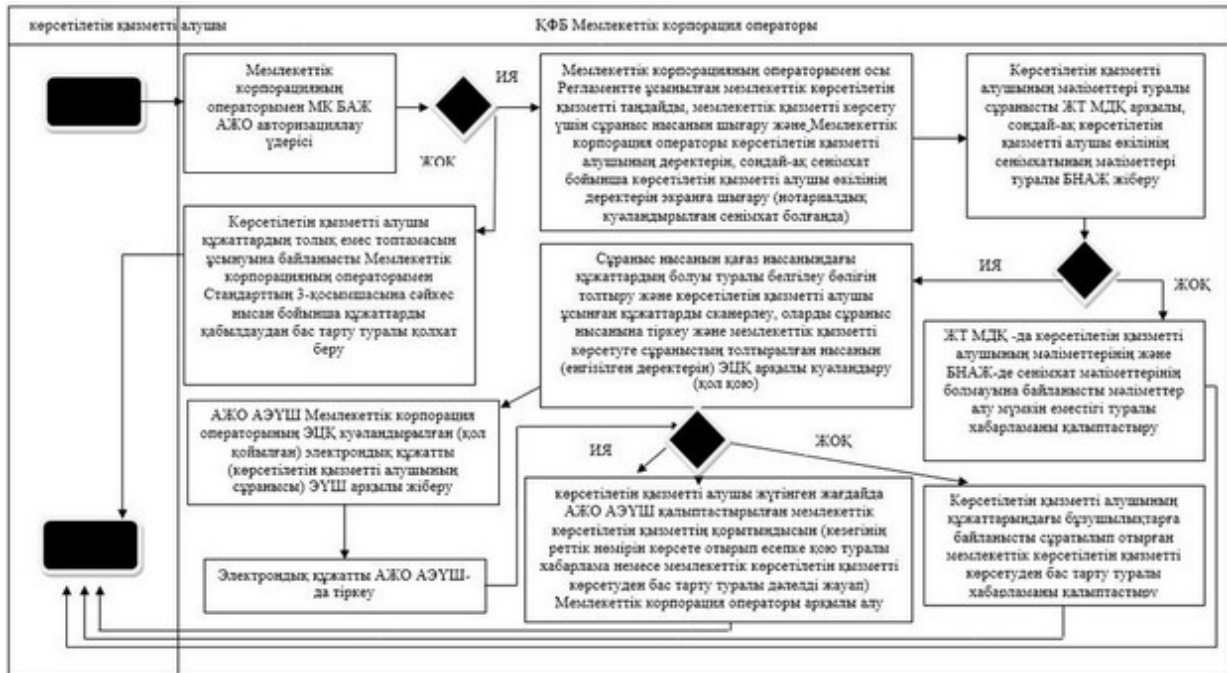 көрсетілетін қызметті алушы
ҚФБ Мемлекеттік корпорация операторы
Мемлекеттік
корпорацияның
операторымен МК БАЖ
АЖО авторизациялау
үдерісі
ИЯ
ЖОҚ
Мемлекеттік корпорацияның операторымен осы
Регламентте ұсынылған мемлекеттік көрсетілетін
қызметті таңдайды, мемлекеттік қызметті көрсету
үшін сұраныс нысанын шығару және Мемлекеттік
корпорация операторы көрсетілетін қызметті
алушының деректерін, сондай-ақ сенімхат
бойынша көрсетілетін қызметті алушы өкілінің
деректерін экранға шығару (нотариалдық
куәландырылған сенімхат болғанда)
Көрсетілетін қызметті
алушының мәліметтері туралы
сұранысты ЖТ МДҚ арқылы,
сондай-ақ көрсетілетін
қызметті алушы өкілінің
сенімхатының мәліметтері
туралы БНАЖ жіберу
Көрсетілетін қызметті алушы
құжаттардың толық емес топтамасын
ұсынуына байланысты Мемлекеттік
корпорацияның операторымен
Стандарттың 3-қосымшасына сәйкес
нысан бойынша құжаттарды
қабылдаудан бас тарту туралы қолхат
беру
Сұраныс нысанының қағаз нысанындағы
құжаттардың болуы туралы белгілеу бөлігін
толтыру және көрсетілетін қызметті алушы
ұсынған құжаттарды сканерлеу, оларды сұраныс
нысанына тіркеу және мемлекеттік қызметті
көрсетуге сұраныстың толтырылған нысанын
(енгізілген деректерін) ЭЦҚ арқылы куәландыру
(қол қою)
ИЯ
ЖОҚ
ЖТ МДҚ -да көрсетілетін қызметті
алушының мәліметтерінің және
БНАЖ-де сенімхат мәліметтерінің
болмауына байланысты мәліметтер
алу мүмкін еместігі туралы
хабарламаны қалыптастыру
АЖО АЭҮШ Мемлекеттік корпорация
операторының ЭЦҚ куәландырылған (қол
қойылған) электрондық құжатты
(көрсетілетін қызметті алушының
сұранысы) ЭҮШ арқылы жіберу
ИЯ
ЖОҚ
Электрондық құжатты АЖО АЭҮШ-
да тіркеу
көрсетілетін қызметті алушы жүгінген жағдайда
АЖО АЭҮШ қалыптастырылған мемлекеттік
көрсетілетін қызметтің қорытындысын (кезегінің
реттік нөмірін көрсете отырып есепке қою туралы
хабарлама немесе мемлекеттік көрсетілетін қызметті
көрсетуден бас тарту туралы дәлелді жауап)
Мемлекеттік корпорация операторы арқылы алу
Көрсетілетін қызметті алушының
құжаттарындағы бұзушылықтарға
байланысты сұратылып отырған
мемлекеттік көрсетілетін қызметті
көрсетуден бас тарту туралы
хабарламаны қалыптастыру